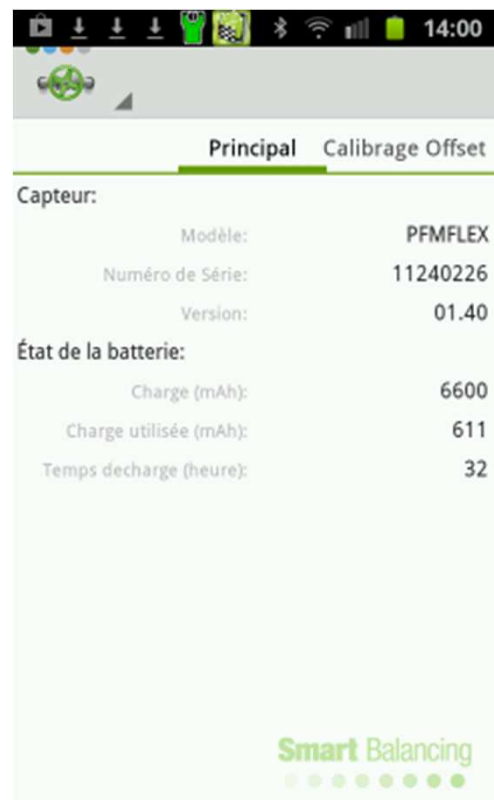 14:00
Principal Calibrage Offset
Capteur:
Modèle: PFMFLEX
Numéro de Série: 11240226
Version: 01.40
État de la batterie:
Charge (mAh): 6600
Charge utilisée (mAh): 611
Temps decharge (heure): 32
Smart Balancing